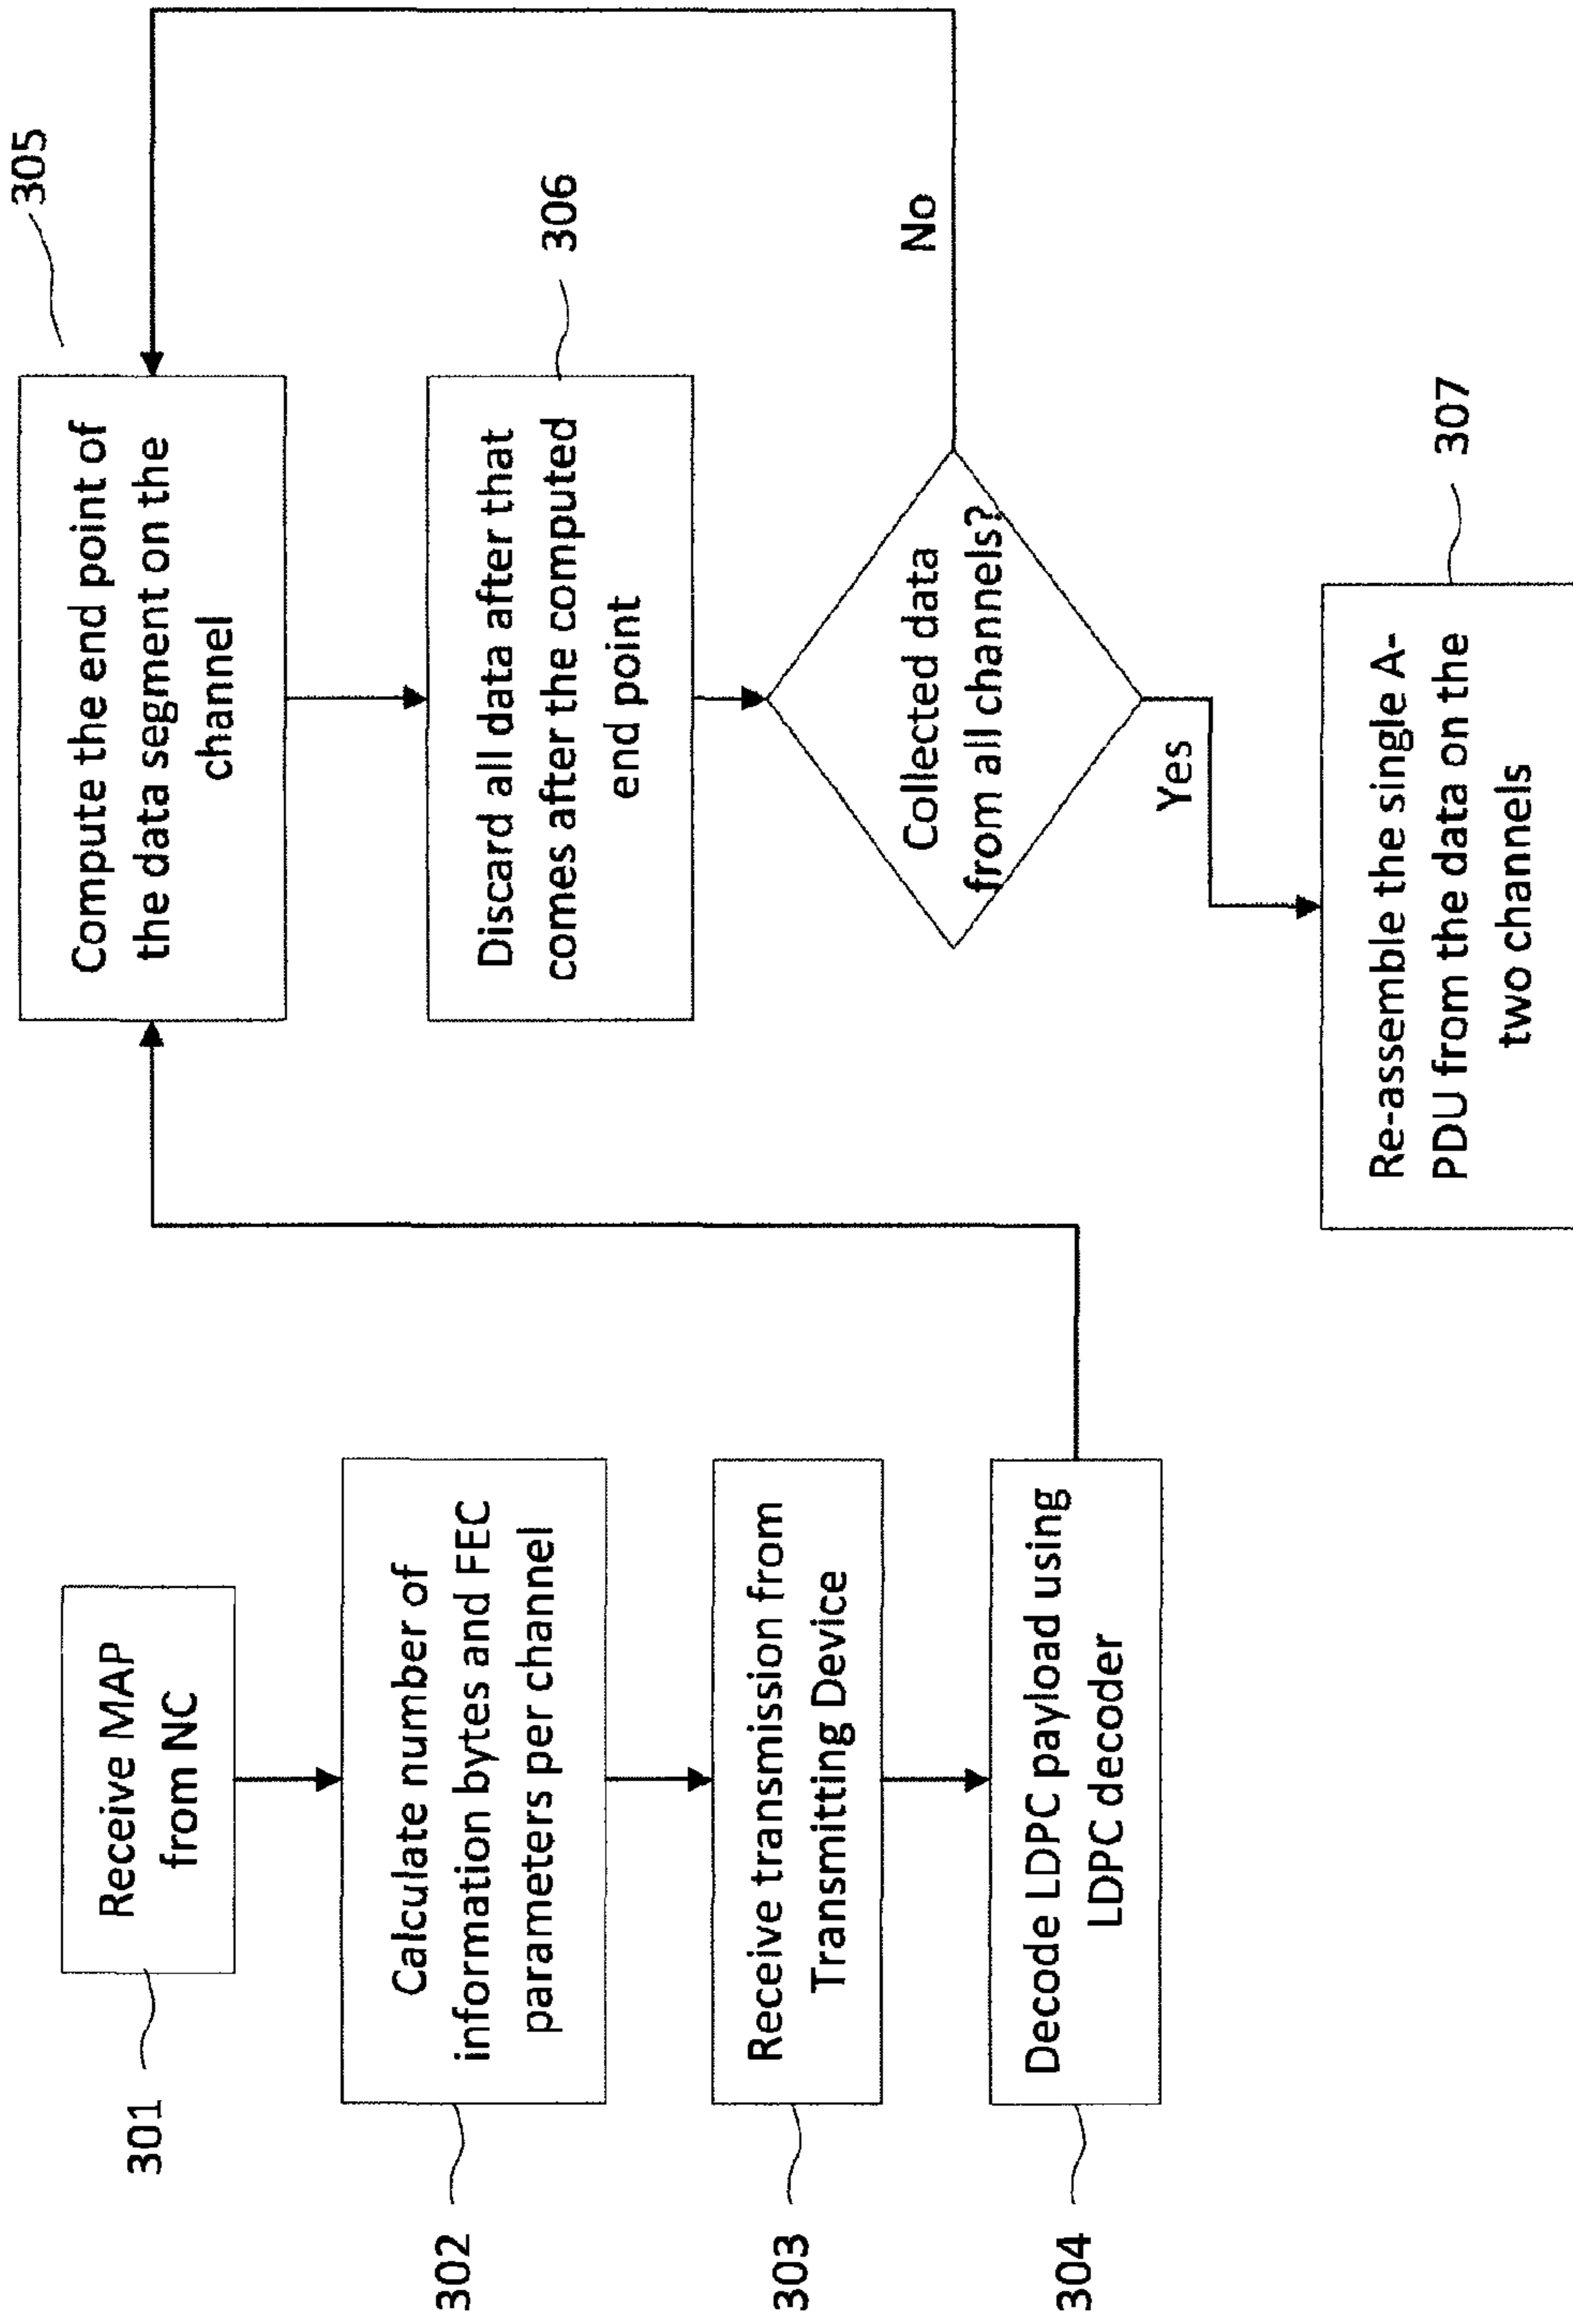 301
Receive MAP
from NC
302
Calculate number of
information bytes and FEC
parameters per channel
303
Receive transmission from
Transmitting Device
304
Decode LDPC payload using
LDPC decoder
305
Compute the end point of
the data segment on the
channel
306
Discard all data after that
comes after the computed
end point
Collected data
from all channels?
No
Yes
307
Re-assemble the single A-
PDU from the data on the
two channels